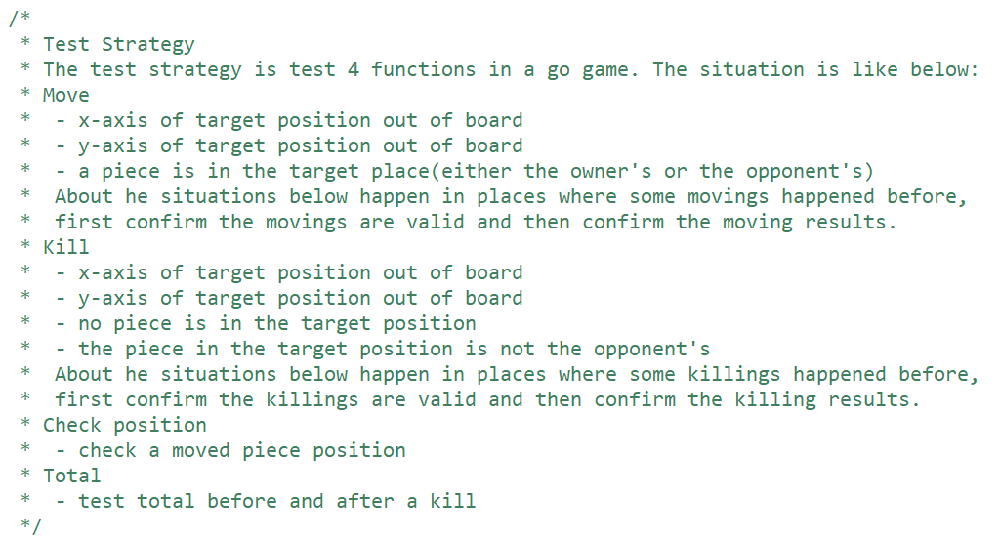 /*
 * Test Strategy
 * The test strategy is test 4 functions in a go game. The situation is like below:
 * Move
 *  - x-axis of target position out of board
 *  - y-axis of target position out of board
 *  - a piece is in the target place(either the owner's or the opponent's)
 *  About he situations below happen in places where some movings happened before,
 *  first confirm the movings are valid and then confirm the moving results.
 * Kill
 *  - x-axis of target position out of board
 *  - y-axis of target position out of board
 *  - no piece is in the target position
 *  - the piece in the target position is not the opponent's
 *  About he situations below happen in places where some killings happened before,
 *  first confirm the killings are valid and then confirm the killing results.
 * Check position
 *  - check a moved piece position
 * Total
 *  - test total before and after a kill
 */